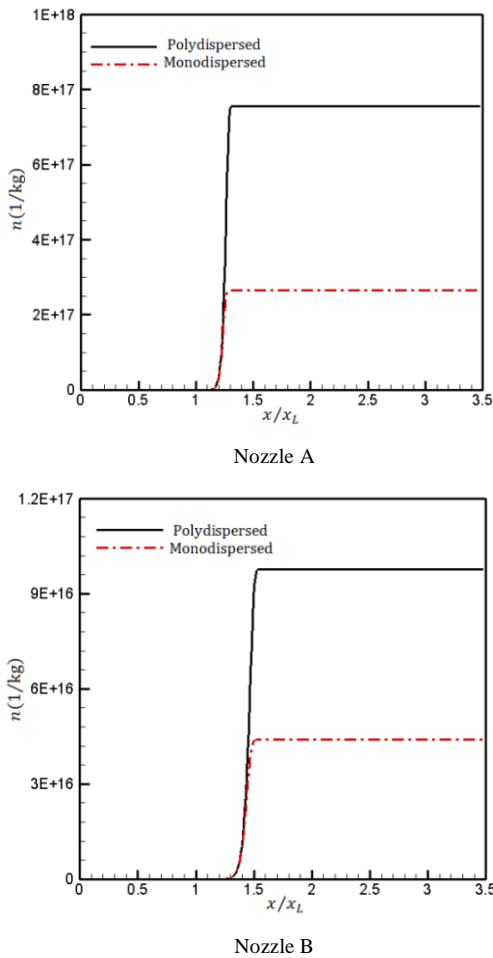 1E+18
Polydispersed
Monodispersed
8E+17
6E+17
n(1/kg)
4E+17
2E+17
0
0 0.5 1 1.5 2 2.5 3 3.5
x/x_L
Nozzle A
1.2E+17
Polydispersed
Monodispersed
9E+16
n(1/kg)
6E+16
3E+16
0
0 0.5 1 1.5 2 2.5 3 3.5
x/x_L
Nozzle B